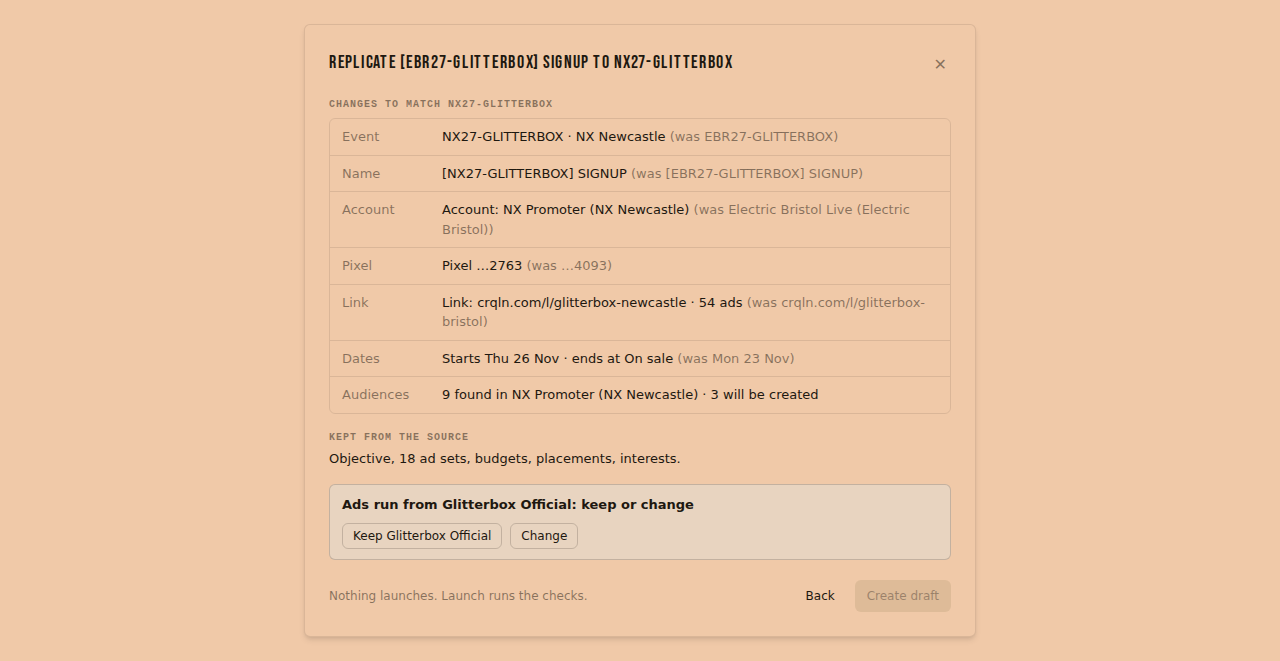 REPLICATE [EBR27-GLITTERBOX] SIGNUP TO NX27-GLITTERBOX
✕
CHANGES TO MATCH NX27-GLITTERBOX
Event NX27-GLITTERBOX · NX Newcastle (was EBR27-GLITTERBOX)
Name [NX27-GLITTERBOX] SIGNUP (was [EBR27-GLITTERBOX] SIGNUP)
Account Account: NX Promoter (NX Newcastle) (was Electric Bristol Live (Electric
Bristol))
Pixel Pixel …2763 (was …4093)
Link Link: crqln.com/l/glitterbox-newcastle · 54 ads (was crqln.com/l/glitterbox-
bristol)
Dates Starts Thu 26 Nov · ends at On sale (was Mon 23 Nov)
Audiences 9 found in NX Promoter (NX Newcastle) · 3 will be created
KEPT FROM THE SOURCE
Objective, 18 ad sets, budgets, placements, interests.
Ads run from Glitterbox Official: keep or change
Keep Glitterbox Official Change
Nothing launches. Launch runs the checks. Back Create draft